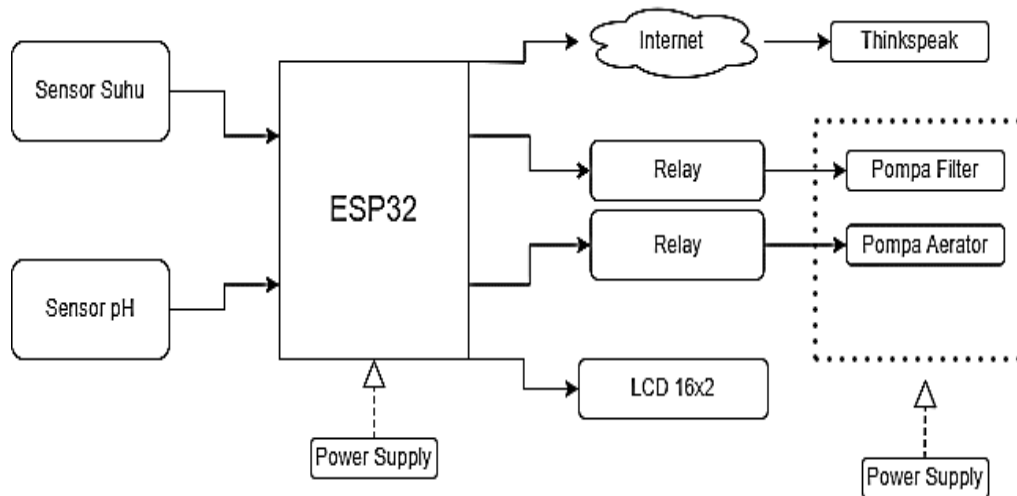 Internet
Thinkspeak
Sensor Suhu
Relay
Pompa Filter
ESP32
Relay
Pompa Aerator
Sensor pH
LCD 16x2
Power Supply
Power Supply